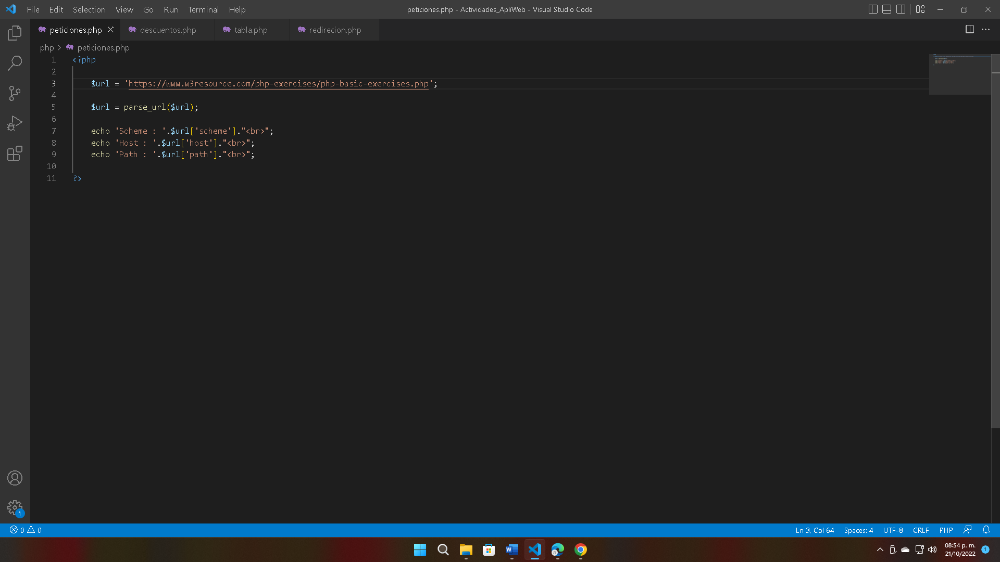 File Edit Selection View Go Run Terminal Help
peticiones.php - Actividades_ApliWeb - Visual Studio Code
peticiones.php descuentos.php tabla.php redirecion.php
php > peticiones.php
1 <?php
2
3 $url = 'https://www.w3resource.com/php-exercises/php-basic-exercises.php';
4
5 $url = parse_url($url);
6
7 echo 'Scheme : '.$url['scheme']."<br>";
8 echo 'Host : '.$url['host']."<br>";
9 echo 'Path : '.$url['path']."<br>";
10
11 ?>
1
0 0
Ln 3, Col 64 Spaces: 4 UTF-8 CRLF PHP
08:54 p. m.
21/10/2022
1